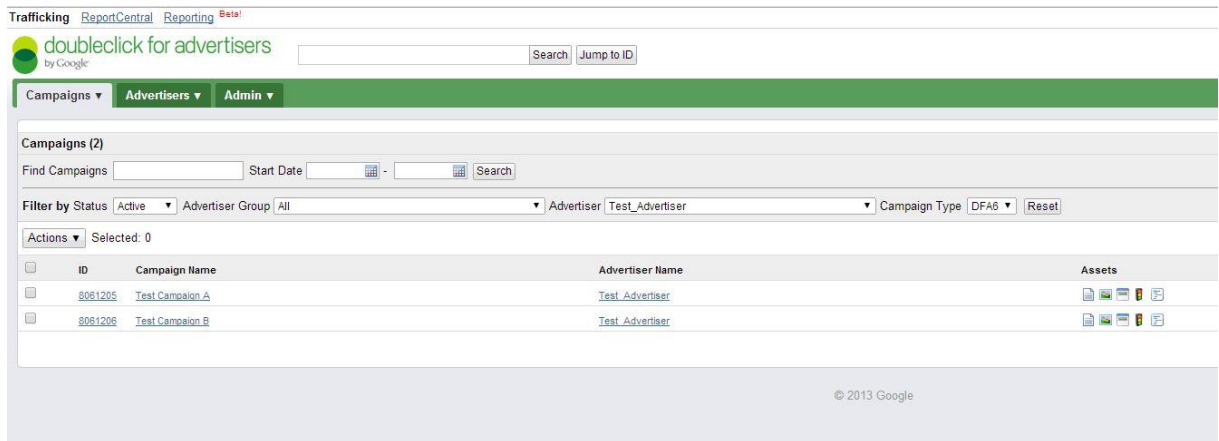 Trafficking ReportCentral Reporting Beta!
doubleclick for advertisers
by Google
Search Jump to ID
Campaigns ▼ Advertisers ▼ Admin ▼
Campaigns (2)
Find Campaigns Start Date - Search
Filter by Status Active ▼ Advertiser Group All ▼ Advertiser Test_Advertiser ▼ Campaign Type DFA6 ▼ Reset
Actions ▼ Selected: 0
ID Campaign Name Advertiser Name Assets
8061205 Test Campaign A Test_Advertiser
8061206 Test Campaign B Test_Advertiser
© 2013 Google